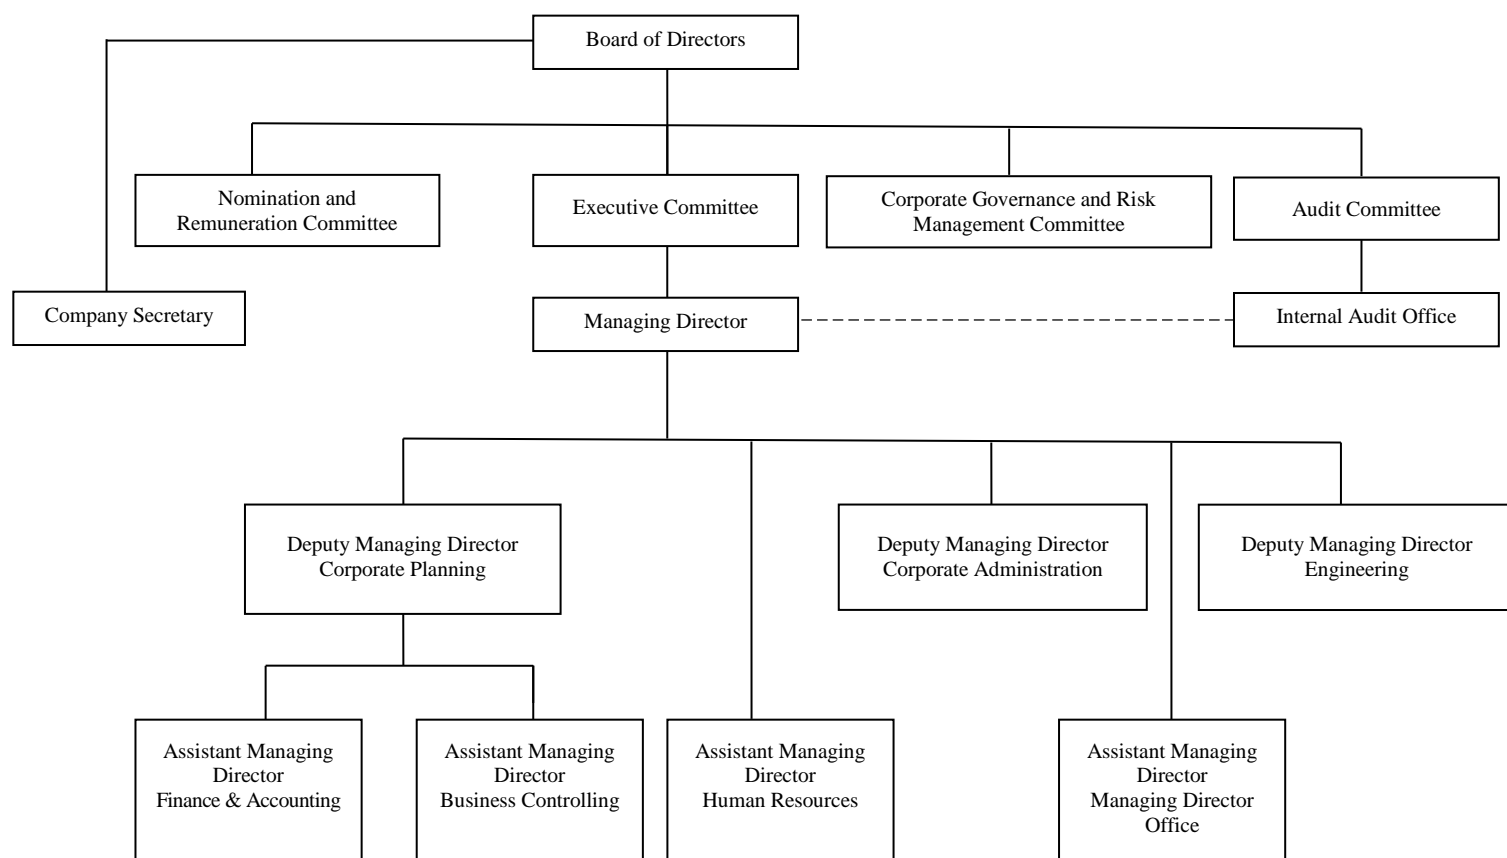 Board of Directors
Nomination and
Remuneration Committee
Executive Committee
Corporate Governance and Risk
Management Committee
Audit Committee
Company Secretary
Managing Director
Internal Audit Office
Deputy Managing Director
Corporate Planning
Deputy Managing Director
Corporate Administration
Deputy Managing Director
Engineering
Assistant Managing
Director
Finance & Accounting
Assistant Managing
Director
Business Controlling
Assistant Managing
Director
Human Resources
Assistant Managing
Director
Managing Director
Office